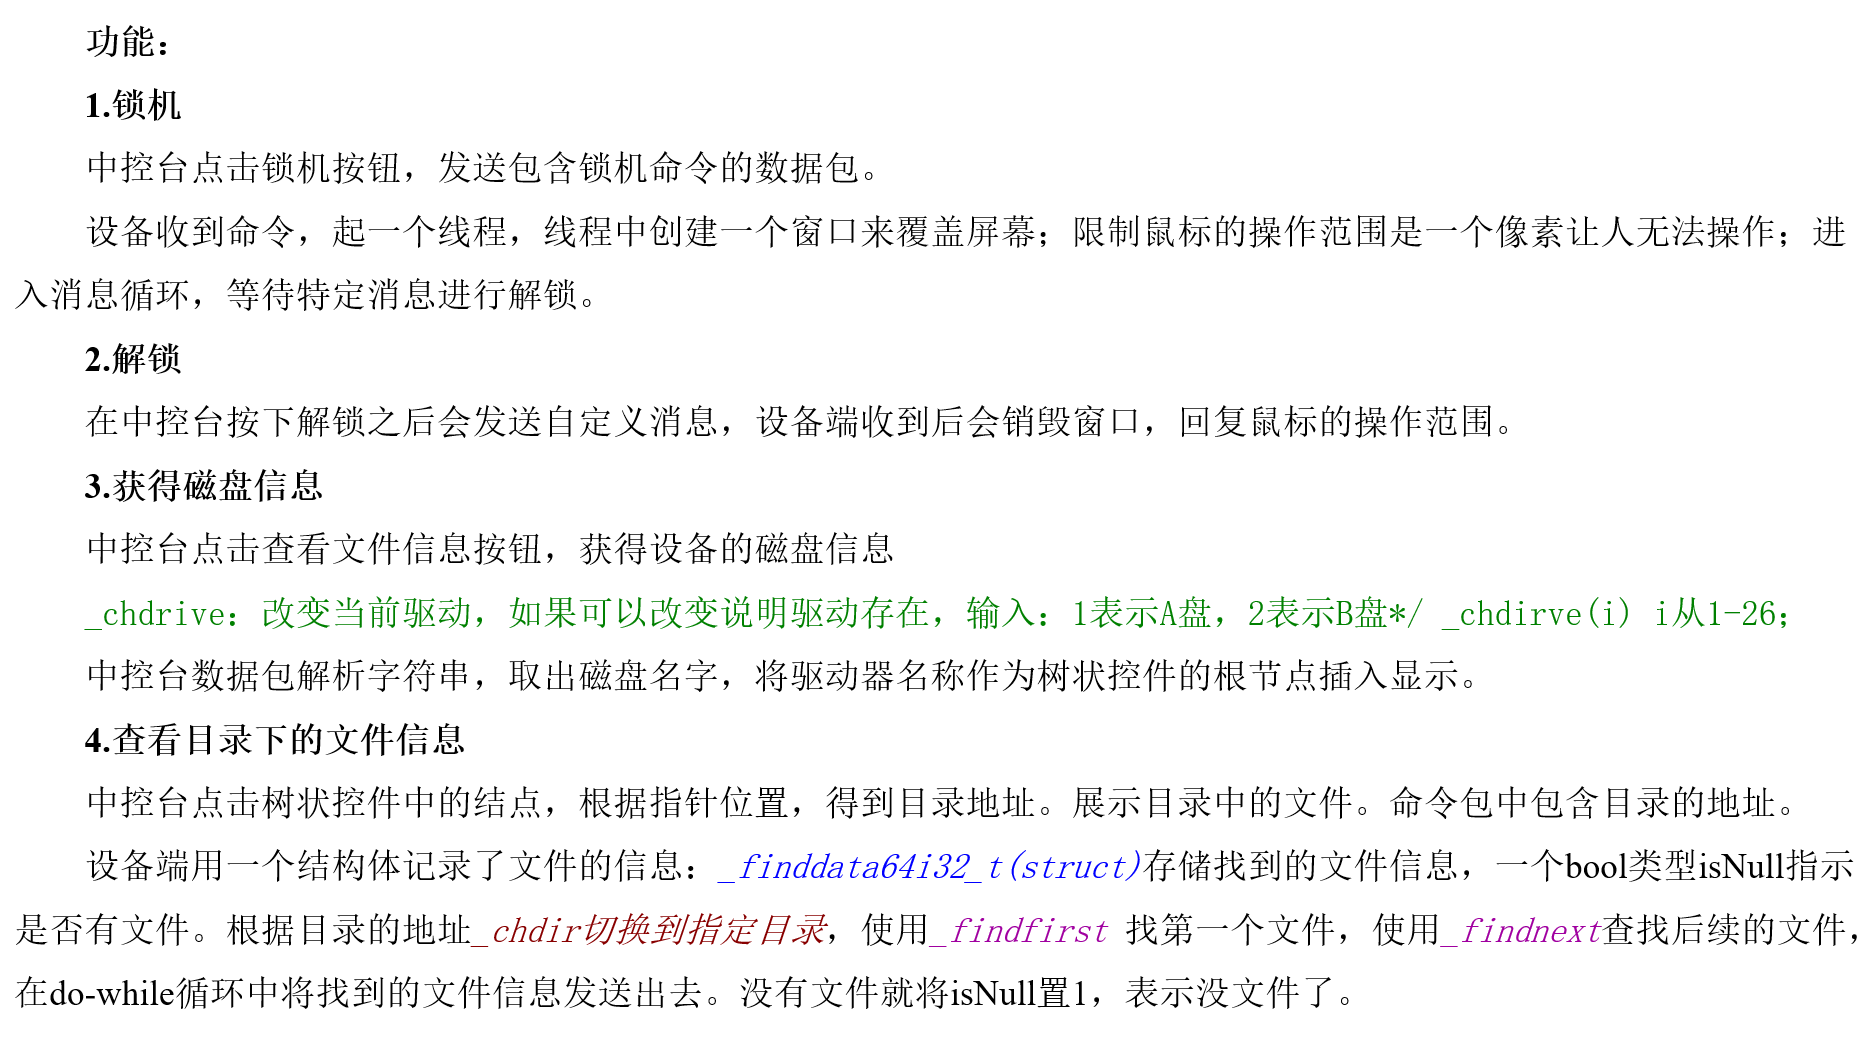 功能：
1.锁机
中控台点击锁机按钮，发送包含锁机命令的数据包。
设备收到命令，起一个线程，线程中创建一个窗口来覆盖屏幕；限制鼠标的操作范围是一个像素让人无法操作；进
入消息循环，等待特定消息进行解锁。
2.解锁
在中控台按下解锁之后会发送自定义消息，设备端收到后会销毁窗口，回复鼠标的操作范围。
3.获得磁盘信息
中控台点击查看文件信息按钮，获得设备的磁盘信息
_chdrive：改变当前驱动，如果可以改变说明驱动存在，输入：1表示A盘，2表示B盘*/ _chdirve(i) i从1-26；
中控台数据包解析字符串，取出磁盘名字，将驱动器名称作为树状控件的根节点插入显示。
4.查看目录下的文件信息
中控台点击树状控件中的结点，根据指针位置，得到目录地址。展示目录中的文件。命令包中包含目录的地址。
设备端用一个结构体记录了文件的信息：_finddata64i32_t(struct)存储找到的文件信息，一个bool类型isNull指示
是否有文件。根据目录的地址_chdir切换到指定目录，使用_findfirst 找第一个文件，使用_findnext查找后续的文件，
在do-while循环中将找到的文件信息发送出去。没有文件就将isNull置1，表示没文件了。